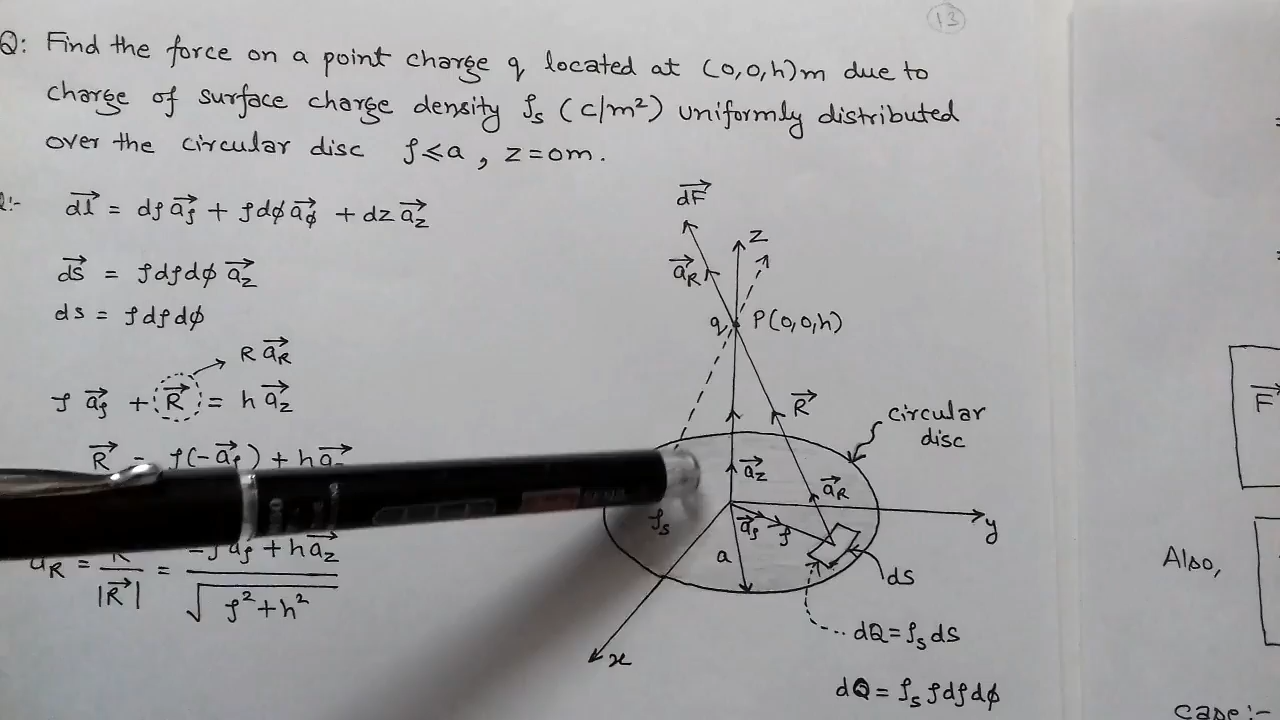 13
Q: Find the force on a point charge q located at (0,0,h)m due to
charge of surface charge density ρs (C/m²) uniformly distributed
over the circular disc ρ≤a, z=0m.
dl⃗ = dρ a⃗ρ + ρdϕ a⃗ϕ + dz a⃗z
ds⃗ = ρdρdϕ a⃗z
ds = ρdρdϕ
R a⃗R
ρ a⃗ρ + R⃗ = h a⃗z
R⃗ = ρ(-a⃗ρ) + h a⃗z
aR = R⃗/|R⃗| = (-ρ a⃗ρ + h a⃗z)/√(ρ²+h²)
dF⃗
z
a⃗R
q
P(0,0,h)
R⃗
circular
disc
a⃗z
a⃗R
ρs
a⃗ρ
ρ
y
a
ds
x
dQ = ρs ds
dQ = ρs ρdρdϕ
F⃗
Also,
case:-